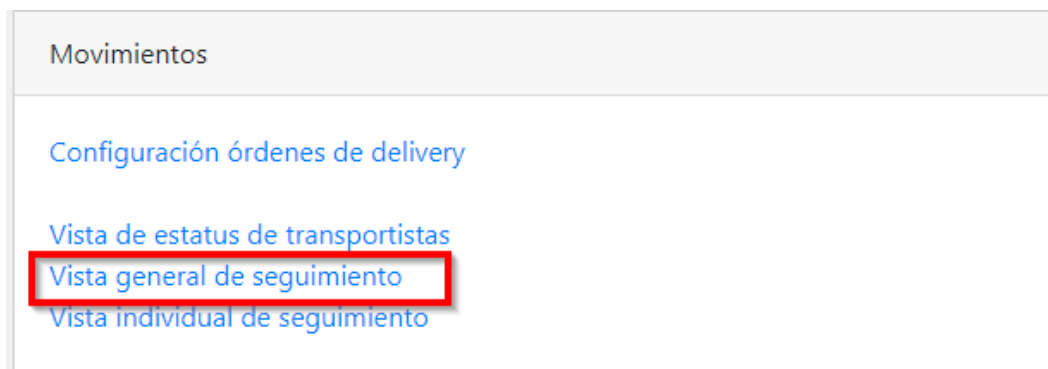 Movimientos
Configuración órdenes de delivery
Vista de estatus de transportistas
Vista general de seguimiento
Vista individual de seguimiento